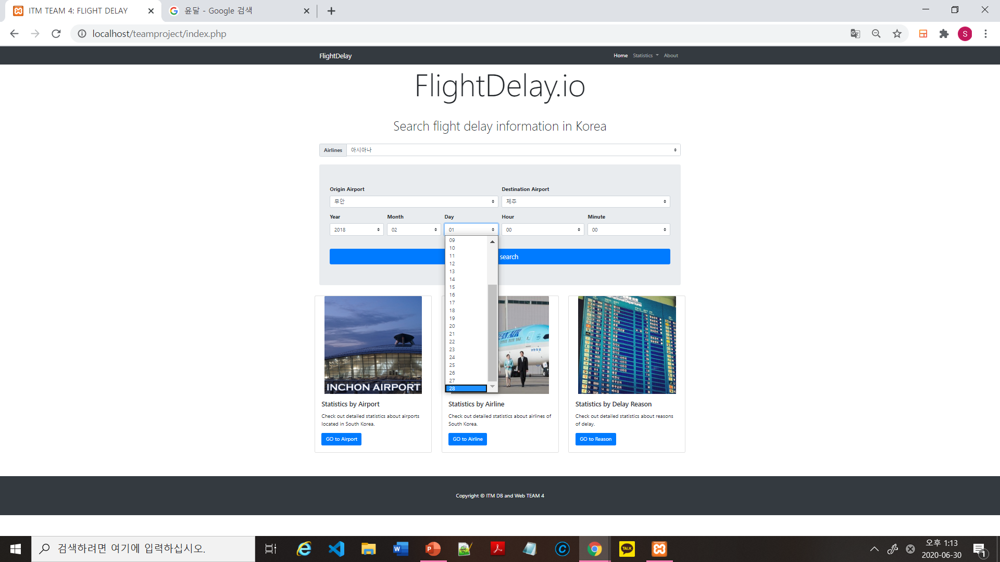 ITM TEAM 4: FLIGHT DELAY
윤달 - Google 검색
localhost/teamproject/index.php
S
FlightDelay
Home Statistics About
FlightDelay.io
Search flight delay information in Korea
Airlines 아시아나
Origin Airport Destination Airport
무안 제주
Year Month Day Hour Minute
2018 02 01 00 00
09
10
11
12
13
14
15
16
17
18
19
20
21
22
23
24
25
26
27
28
search
INCHON AIRPORT
International Departures
Statistics by Airport
Check out detailed statistics about airports
located in South Korea.
GO to Airport
Statistics by Airline
Check out detailed statistics about airlines of
South Korea.
GO to Airline
Statistics by Delay Reason
Check out detailed statistics about reasons
of delay.
GO to Reason
Copyright © ITM DB and Web TEAM 4
검색하려면 여기에 입력하십시오.
TALK
오후 1:13
2020-06-30
1